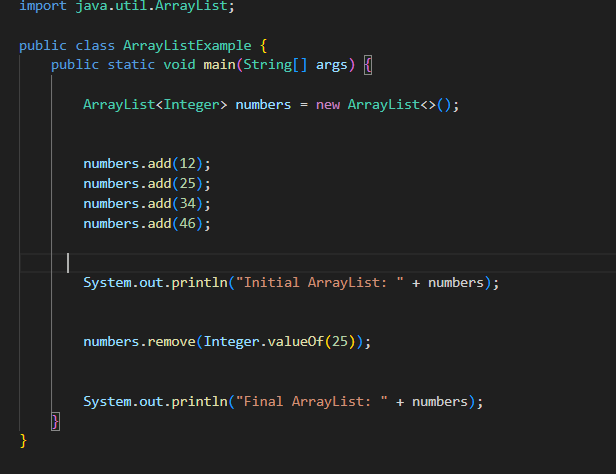 import java.util.ArrayList;
public class ArrayListExample {
public static void main(String[] args) {
ArrayList<Integer> numbers = new ArrayList<>();
numbers.add(12);
numbers.add(25);
numbers.add(34);
numbers.add(46);
System.out.println("Initial ArrayList: " + numbers);
numbers.remove(Integer.valueOf(25));
System.out.println("Final ArrayList: " + numbers);
}
}